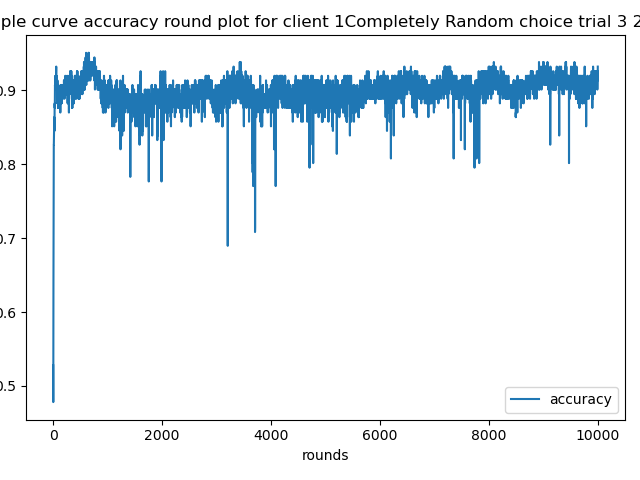 ple curve accuracy round plot for client 1Completely Random choice trial 3 2
0.9
0.8
0.7
0.6
0.5
0 2000 4000 6000 8000 10000
rounds
accuracy